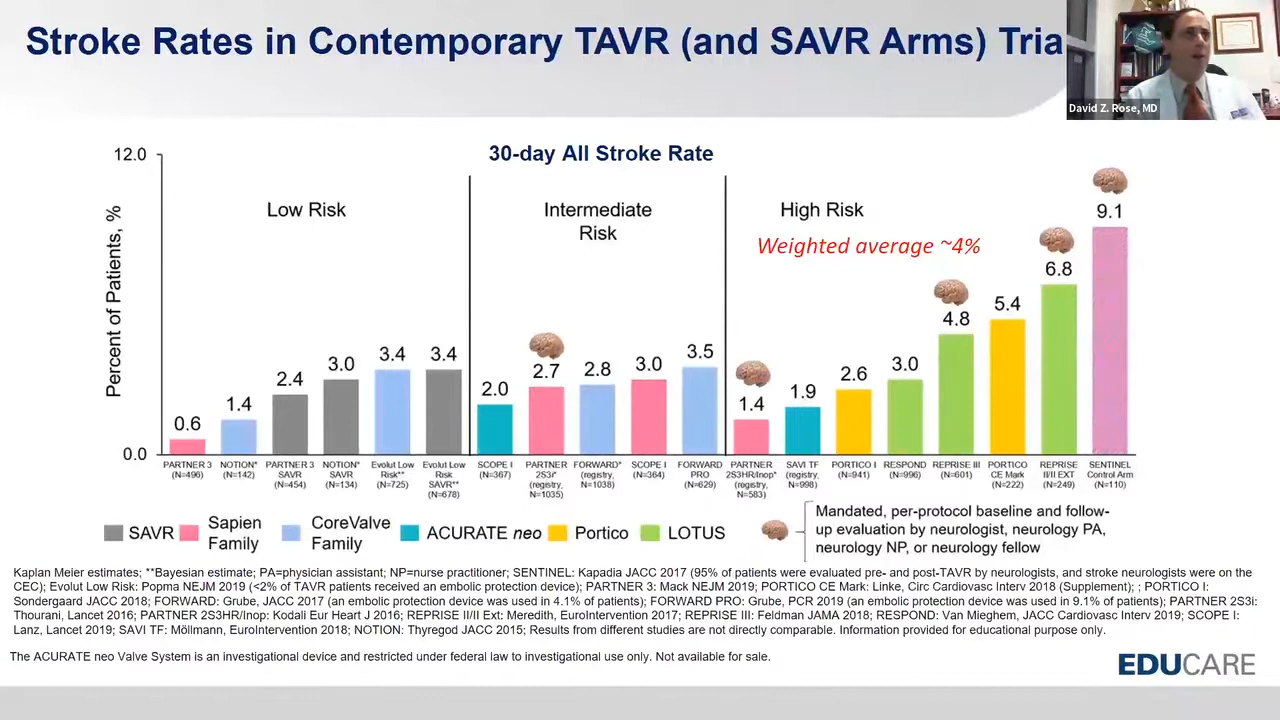 Stroke Rates in Contemporary TAVR (and SAVR Arms) Tria
David Z. Rose, MD
30-day All Stroke Rate
12.0
0.0
Percent of Patients, %
Low Risk
Intermediate
Risk
High Risk
Weighted average ~4%
0.6
1.4
2.4
3.0
3.4
3.4
2.0
2.7
2.8
3.0
3.5
1.4
1.9
2.6
3.0
4.8
5.4
6.8
9.1
PARTNER 3
(N=496)
NOTION*
(N=142)
PARTNER 3
SAVR
(N=454)
NOTION*
SAVR
(N=134)
Evolut Low
Risk**
(N=725)
Evolut Low
Risk
SAVR**
(N=678)
SCOPE I
(N=367)
PARTNER
2S3i*
(registry,
N=1035)
FORWARD*
(registry,
N=1038)
SCOPE I
(N=364)
FORWARD
PRO
(N=629)
PARTNER
2S3HR/Inop*
(registry,
N=583)
SAVI TF
(registry,
N=998)
PORTICO I
(N=941)
RESPOND
(N=996)
REPRISE III
(N=601)
PORTICO
CE Mark
(N=222)
REPRISE
II/II EXT
(N=249)
SENTINEL
Control Arm
(N=110)
SAVR
Sapien
Family
CoreValve
Family
ACURATE neo
Portico
LOTUS
Mandated, per-protocol baseline and follow-
up evaluation by neurologist, neurology PA,
neurology NP, or neurology fellow
Kaplan Meier estimates; **Bayesian estimate; PA=physician assistant; NP=nurse practitioner; SENTINEL: Kapadia JACC 2017 (95% of patients were evaluated pre- and post-TAVR by neurologists, and stroke neurologists were on the
CEC); Evolut Low Risk: Popma NEJM 2019 (<2% of TAVR patients received an embolic protection device); PARTNER 3: Mack NEJM 2019; PORTICO CE Mark: Linke, Circ Cardiovasc Interv 2018 (Supplement); ; PORTICO I:
Sondergaard JACC 2018; FORWARD: Grube, JACC 2017 (an embolic protection device was used in 4.1% of patients); FORWARD PRO: Grube, PCR 2019 (an embolic protection device was used in 9.1% of patients); PARTNER 2S3i:
Thourani, Lancet 2016; PARTNER 2S3HR/Inop: Kodali Eur Heart J 2016; REPRISE II/II Ext: Meredith, EuroIntervention 2017; REPRISE III: Feldman JAMA 2018; RESPOND: Van Mieghem, JACC Cardiovasc Interv 2019; SCOPE I:
Lanz, Lancet 2019; SAVI TF: Möllmann, EuroIntervention 2018; NOTION: Thyregod JACC 2015; Results from different studies are not directly comparable. Information provided for educational purpose only.
The ACURATE neo Valve System is an investigational device and restricted under federal law to investigational use only. Not available for sale.
EDUCARE